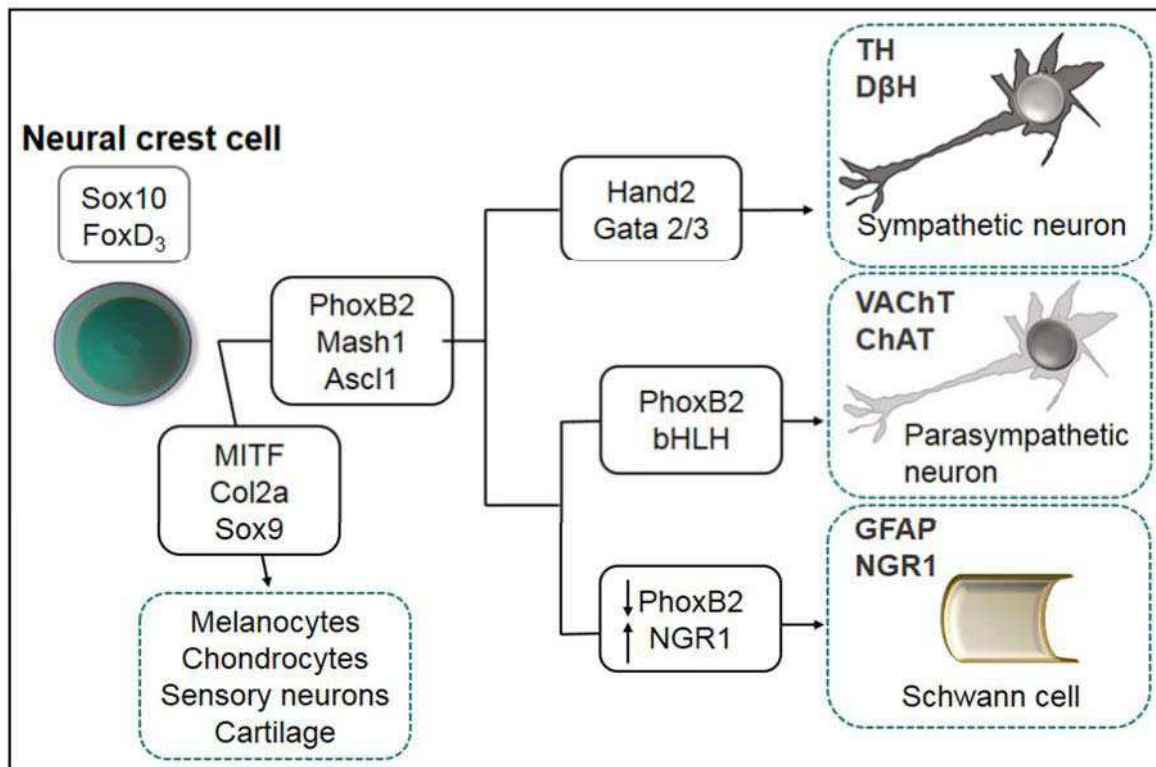 Neural crest cell
Sox10
FoxD₃
PhoxB2
Mash1
Ascl1
MITF
Col2a
Sox9
Melanocytes
Chondrocytes
Sensory neurons
Cartilage
Hand2
Gata 2/3
TH
DβH
Sympathetic neuron
PhoxB2
bHLH
VAChT
ChAT
Parasympathetic
neuron
↓PhoxB2
↑NGR1
GFAP
NGR1
Schwann cell